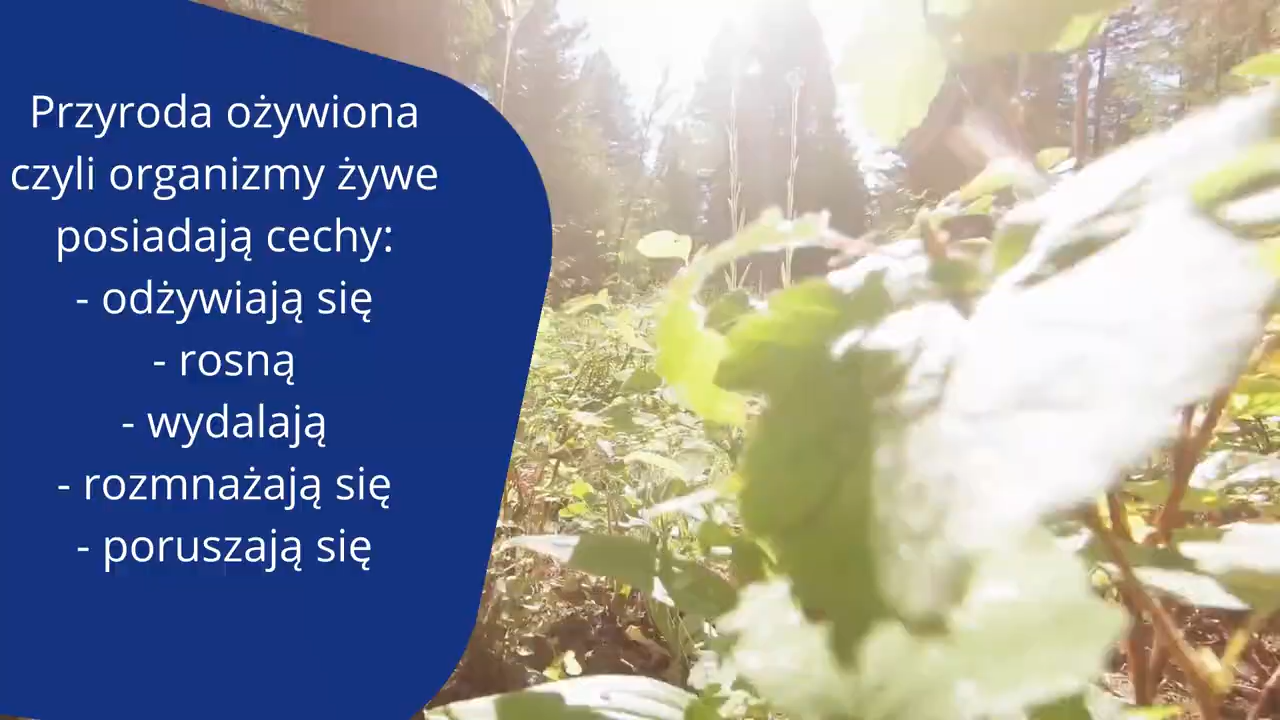 Przyroda ożywiona
czyli organizmy żywe
posiadają cechy:
- odżywiają się
- rosną
- wydalają
- rozmnażają się
- poruszają się